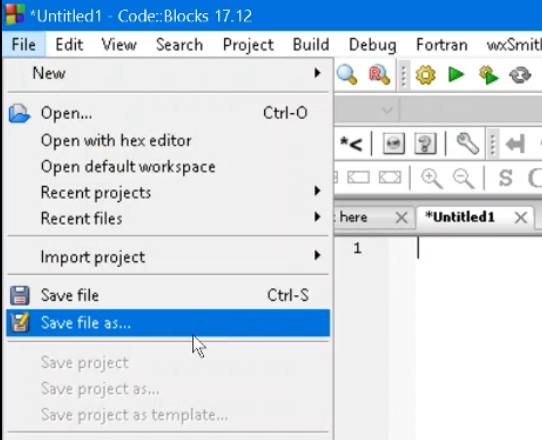 *Untitled1 - Code::Blocks 17.12
File Edit View Search Project Build Debug Fortran wxSmith
New
Open... Ctrl-O
Open with hex editor
Open default workspace
Recent projects
Recent files
here *Untitled1
1
Import project
Save file Ctrl-S
Save file as...
Save project
Save project as...
Save project as template...